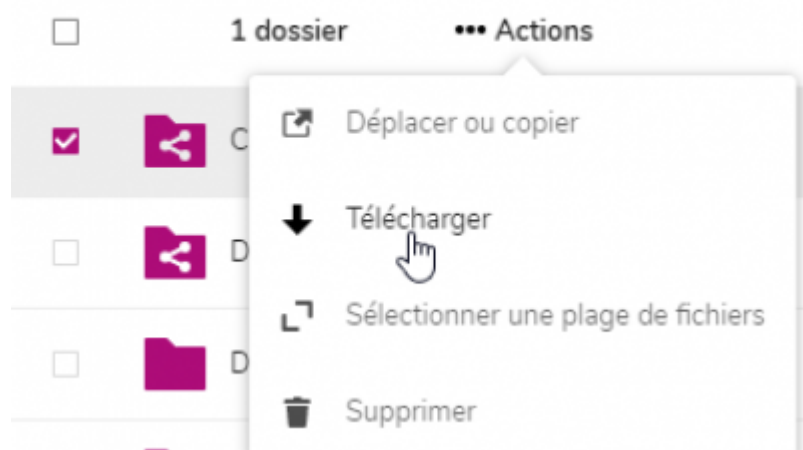 1 dossier ••• Actions
Déplacer ou copier
C
Télécharger
D
Sélectionner une plage de fichiers
D
Supprimer